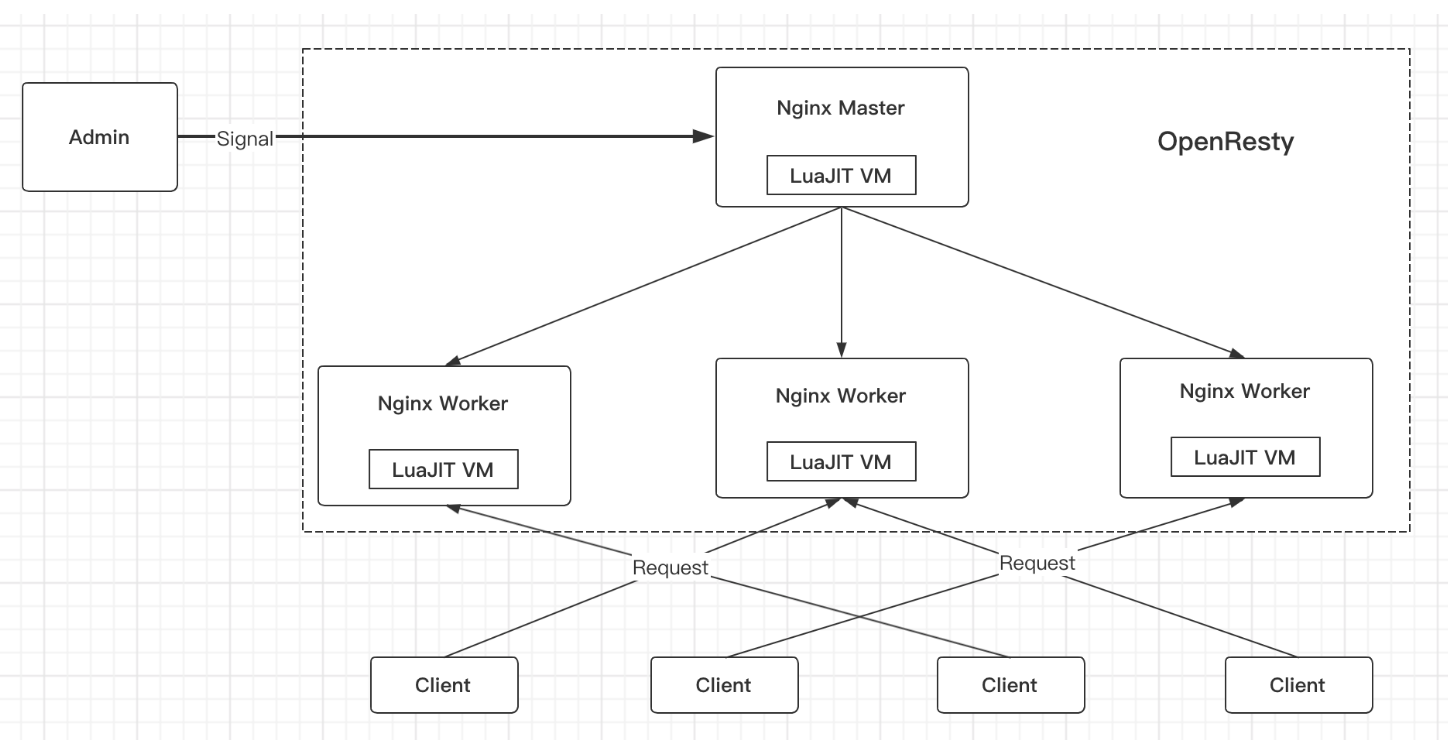 Nginx Master
Admin
Signal
OpenResty
LuaJIT VM
Nginx Worker
Nginx Worker
Nginx Worker
LuaJIT VM
LuaJIT VM
LuaJIT VM
Request
Request
Client
Client
Client
Client